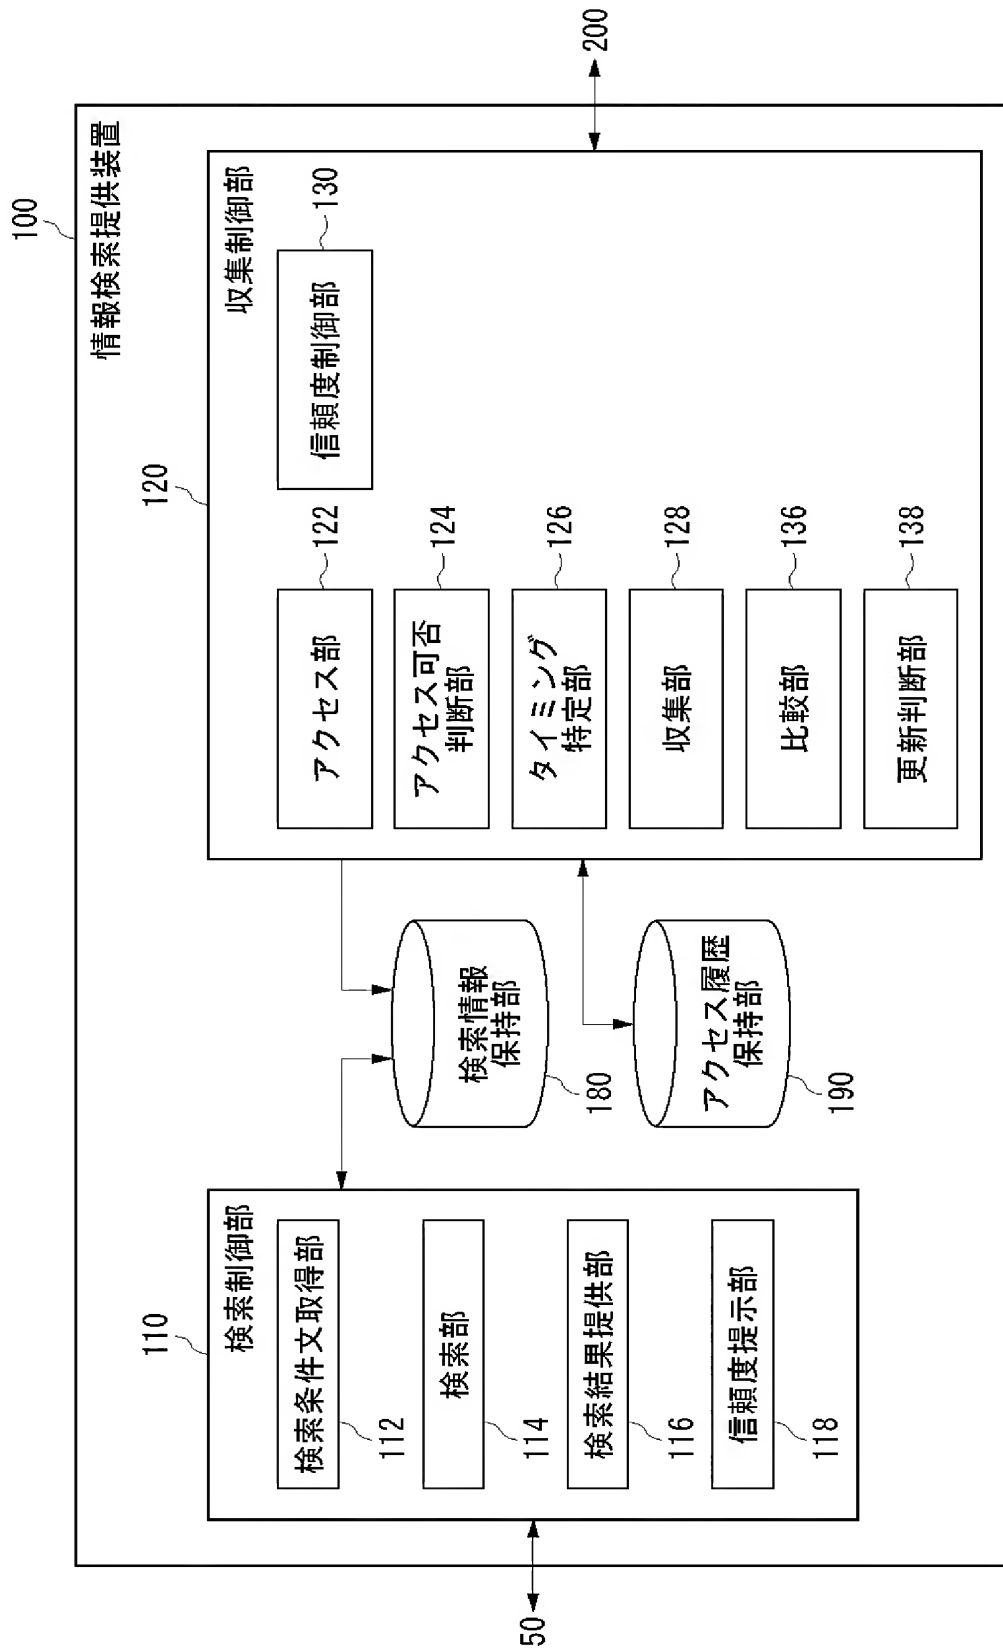 100
情報検索提供装置
110
検索制御部
検索条件文取得部
112
検索部
114
検索結果提供部
116
信頼度提示部
118
50
検索情報
保持部
180
アクセス履歴
保持部
190
120
収集制御部
アクセス部
122
アクセス可否
判断部
124
タイミング
特定部
126
収集部
128
比較部
136
更新判断部
138
信頼度制御部
130
200